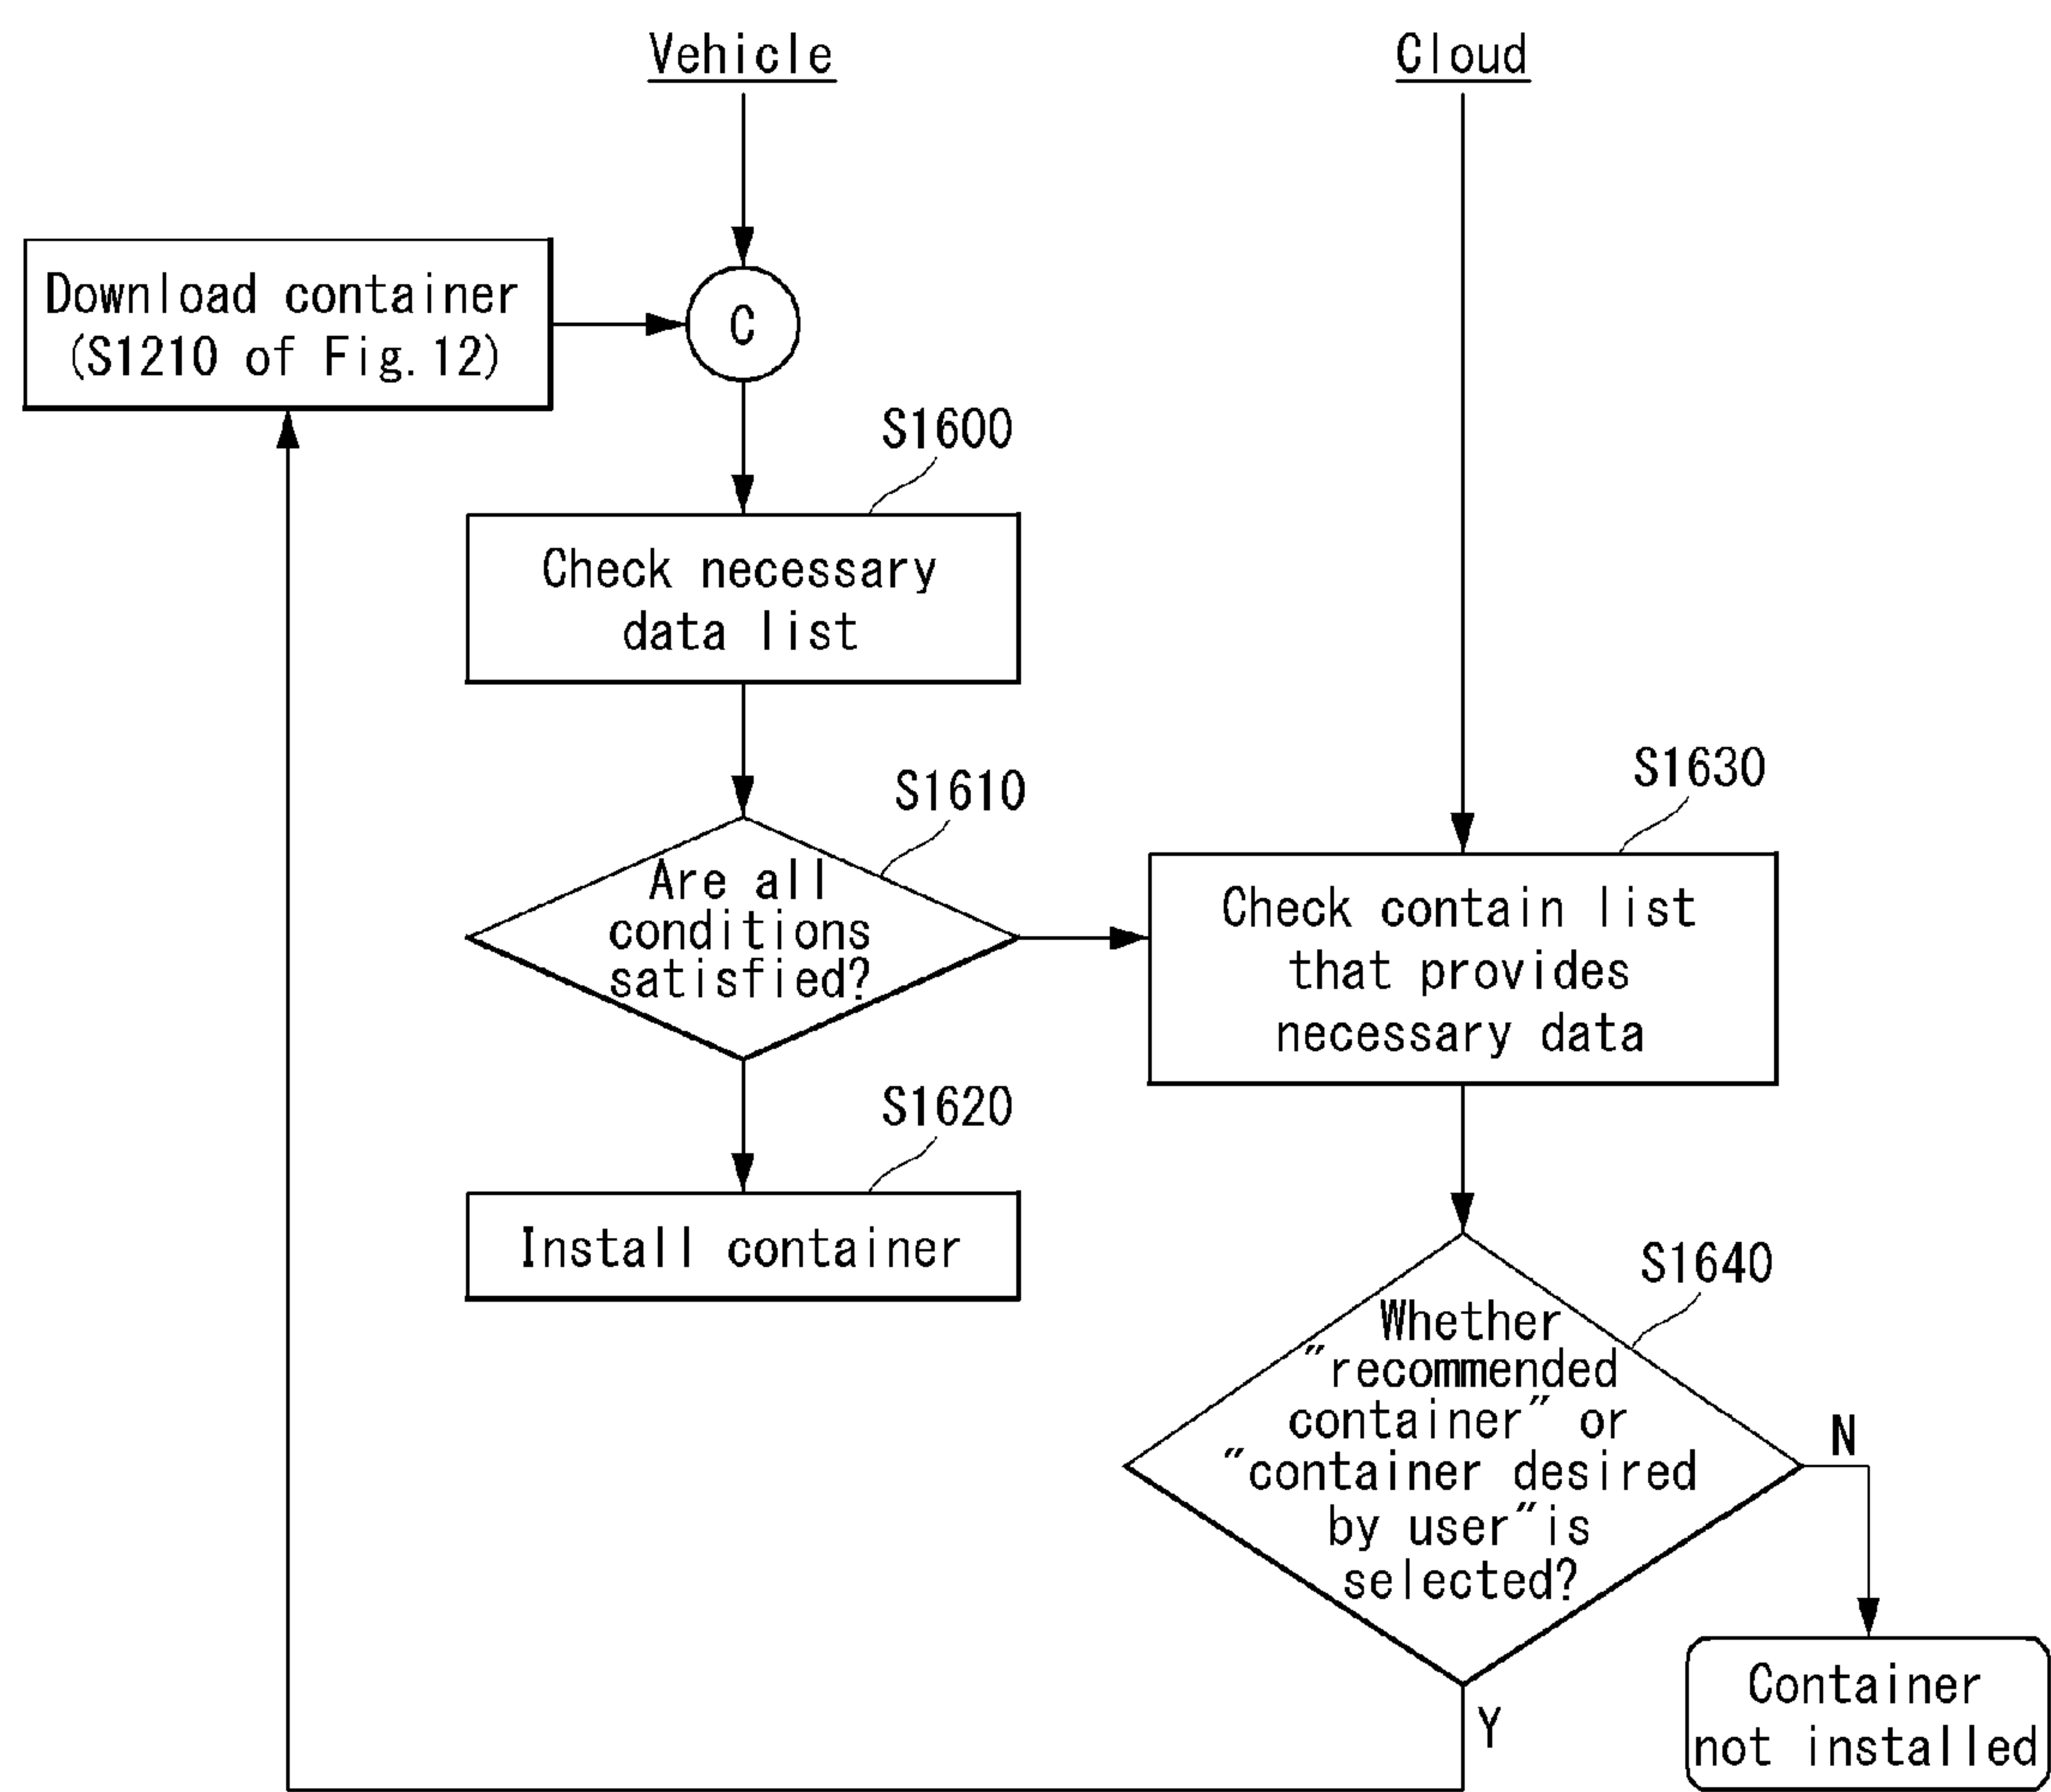 Vehicle
Cloud
Download container
(S1210 of Fig. 12)
C
S1600
Check necessary
data list
S1610
Are all
conditions
satisfied?
S1630
Check contain list
that provides
necessary data
S1620
Install container
S1640
Whether
"recommended
container" or
"container desired
by user"is
selected?
N
Y
Container
not installed